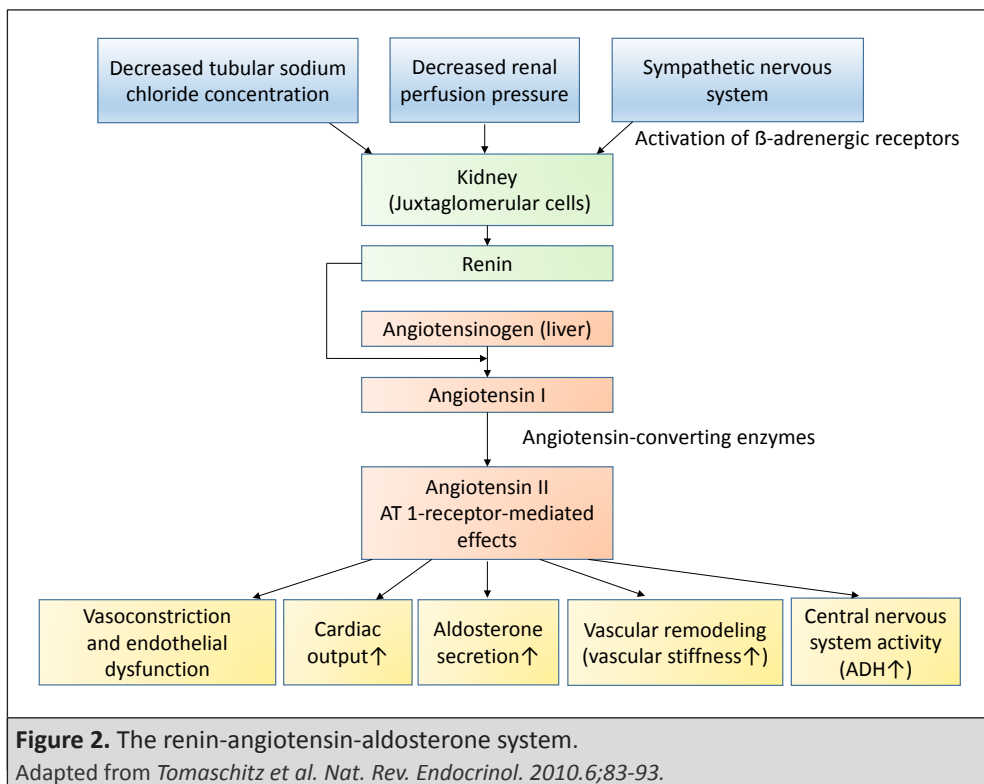 Decreased tubular sodium
chloride concentration
Decreased renal
perfusion pressure
Sympathetic nervous
system
Activation of ß-adrenergic receptors
Kidney
(Juxtaglomerular cells)
Renin
Angiotensinogen (liver)
Angiotensin I
Angiotensin-converting enzymes
Angiotensin II
AT 1-receptor-mediated
effects
Vasoconstriction
and endothelial
dysfunction
Cardiac
output↑
Aldosterone
secretion↑
Vascular remodeling
(vascular stiffness↑)
Central nervous
system activity
(ADH↑)
Figure 2. The renin-angiotensin-aldosterone system.
Adapted from Tomaschitz et al. Nat. Rev. Endocrinol. 2010.6;83-93.